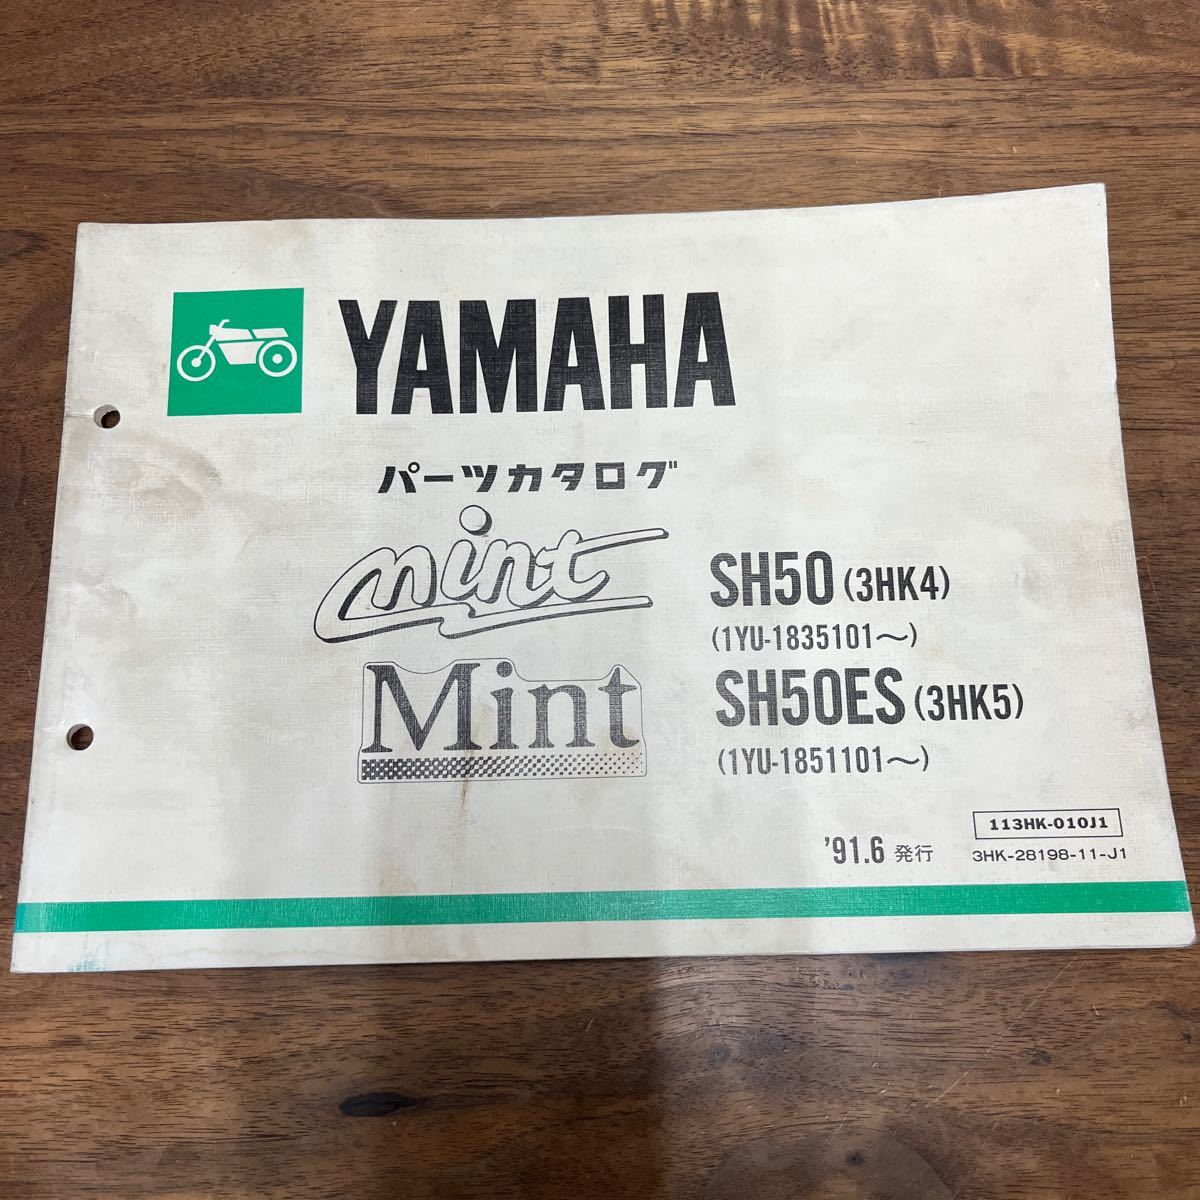 YAMAHA
パーツカタログ
mint
Mint
SH50 (3HK4)
(1YU-1835101～)
SH50ES (3HK5)
(1YU-1851101～)
113HK-010J1
'91.6 発行
3HK-28198-11-J1